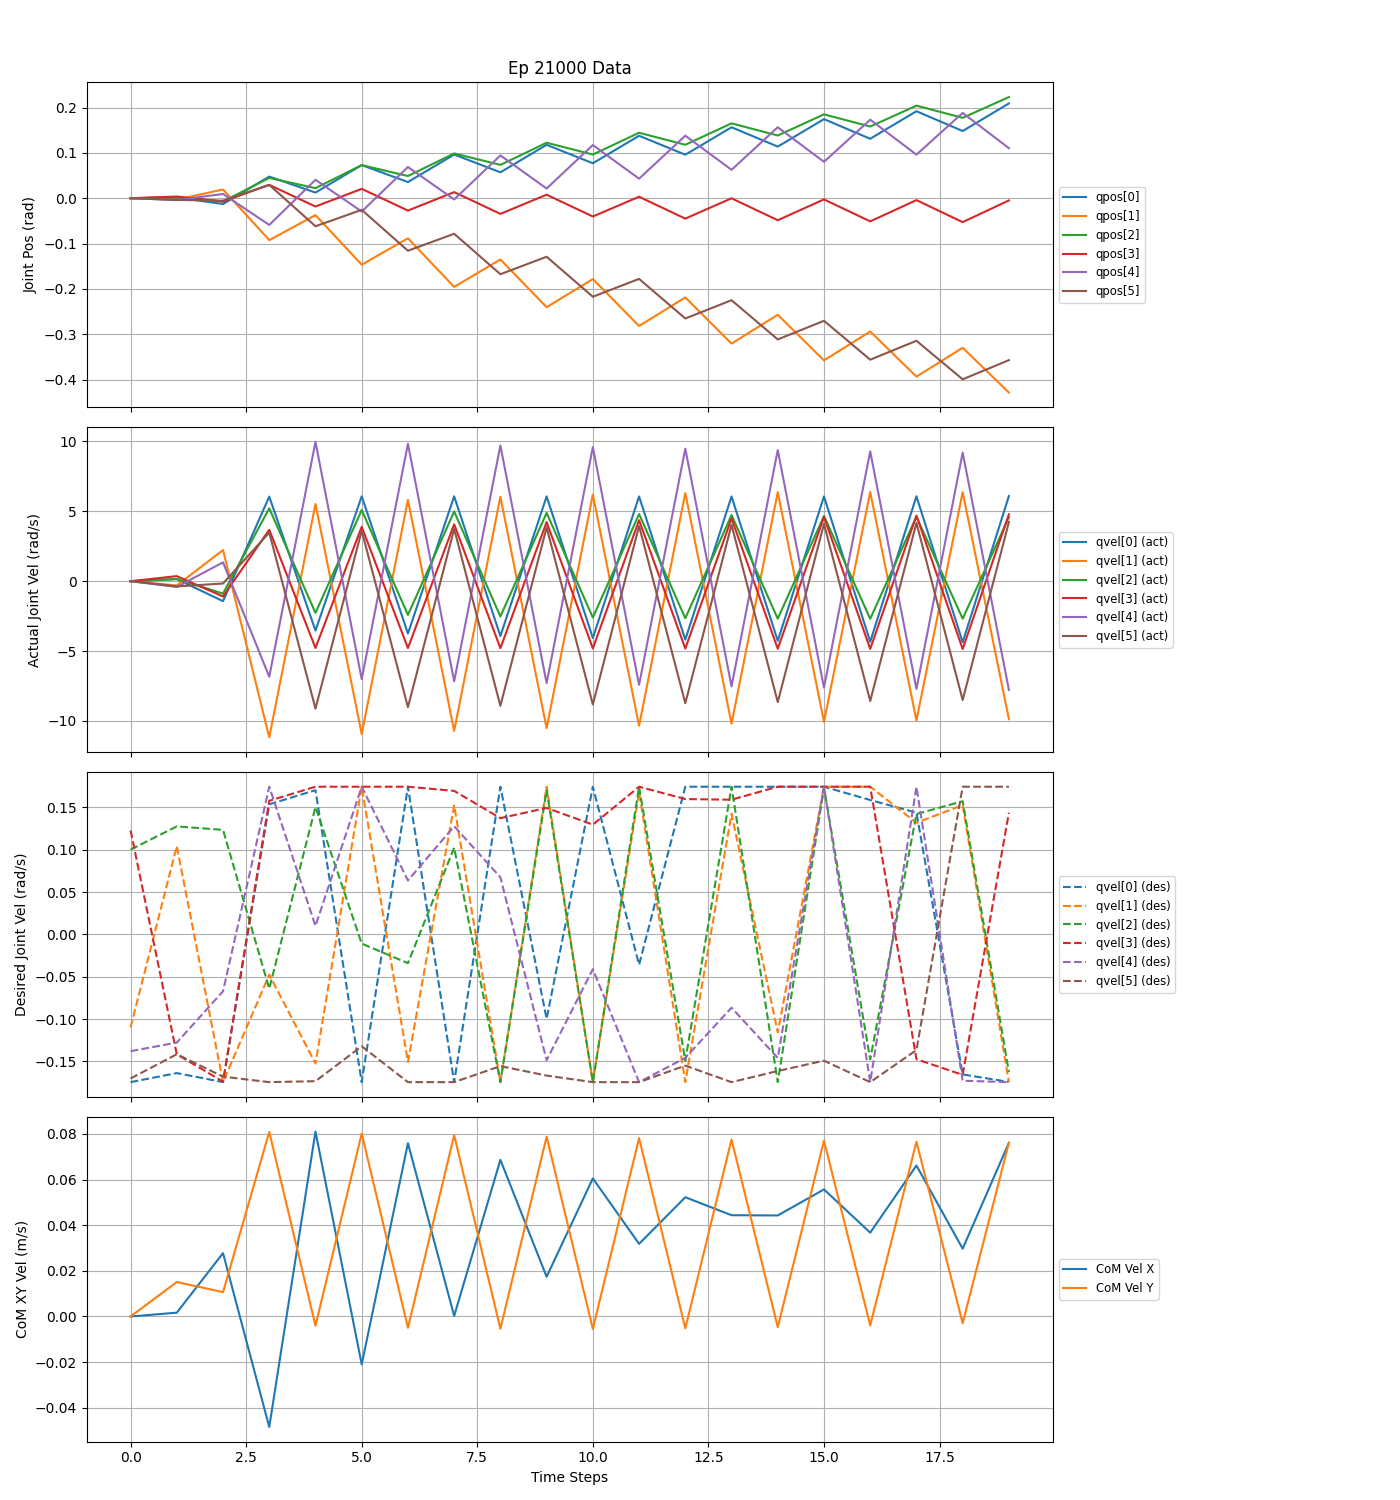 Ep 21000 Data
Joint Pos (rad)
0.2
0.1
0.0
−0.1
−0.2
−0.3
−0.4
qpos[0]
qpos[1]
qpos[2]
qpos[3]
qpos[4]
qpos[5]
Actual Joint Vel (rad/s)
10
5
0
−5
−10
qvel[0] (act)
qvel[1] (act)
qvel[2] (act)
qvel[3] (act)
qvel[4] (act)
qvel[5] (act)
Desired Joint Vel (rad/s)
0.15
0.10
0.05
0.00
−0.05
−0.10
−0.15
qvel[0] (des)
qvel[1] (des)
qvel[2] (des)
qvel[3] (des)
qvel[4] (des)
qvel[5] (des)
CoM XY Vel (m/s)
0.08
0.06
0.04
0.02
0.00
−0.02
−0.04
CoM Vel X
CoM Vel Y
0.0 2.5 5.0 7.5 10.0 12.5 15.0 17.5
Time Steps